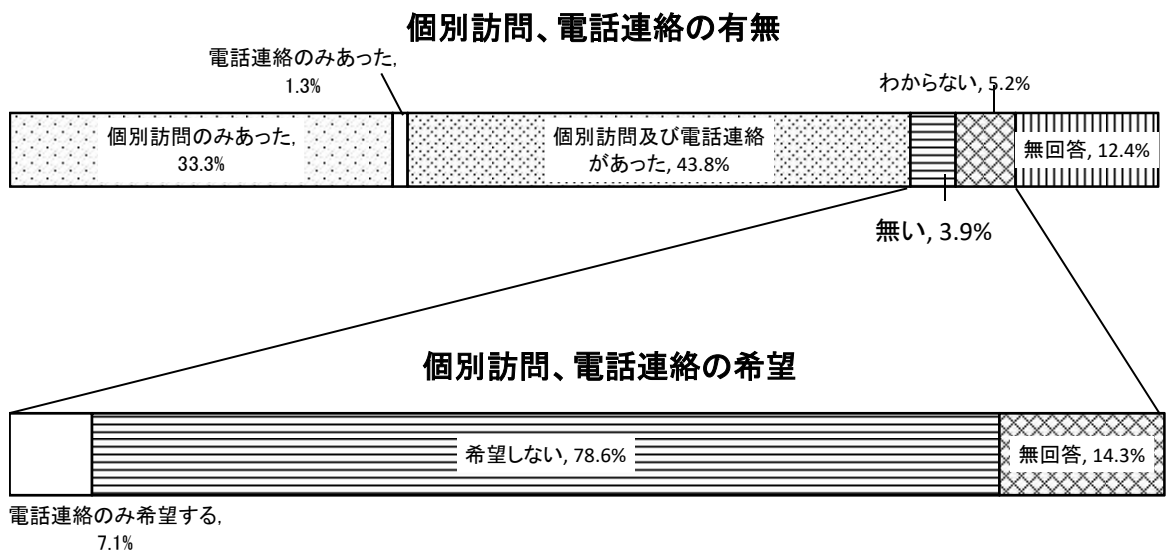 個別訪問、電話連絡の有無
電話連絡のみあった,
1.3%
わからない, 5.2%
個別訪問のみあった,
33.3%
個別訪問及び電話連絡
があった, 43.8%
無回答, 12.4%
無い, 3.9%
個別訪問、電話連絡の希望
希望しない, 78.6%
無回答, 14.3%
電話連絡のみ希望する,
7.1%